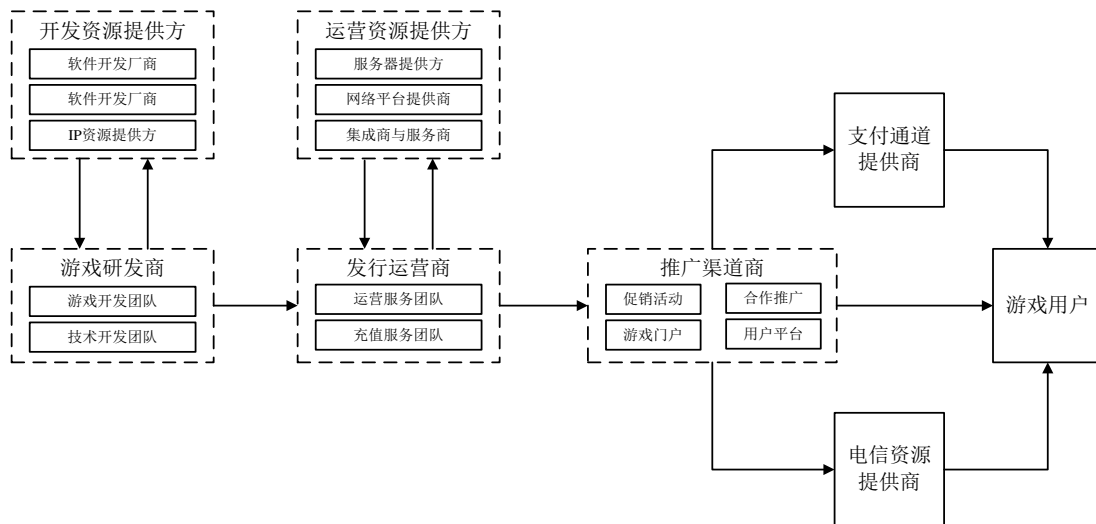 开发资源提供方
软件开发厂商
软件开发厂商
IP资源提供方
运营资源提供方
服务器提供方
网络平台提供商
集成商与服务商
支付通道
提供商
游戏研发商
游戏开发团队
技术开发团队
发行运营商
运营服务团队
充值服务团队
推广渠道商
促销活动
合作推广
游戏门户
用户平台
游戏用户
电信资源
提供商